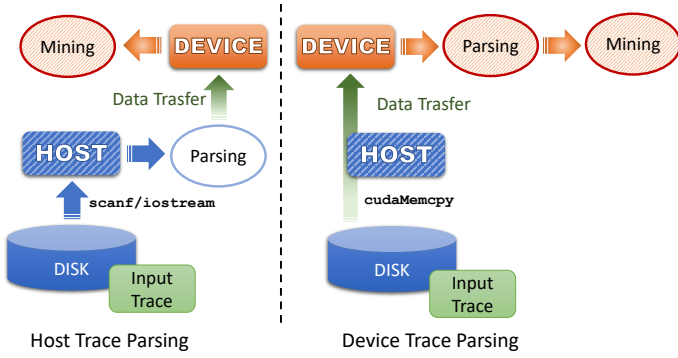 Mining
DEVICE
Data Trasfer
HOST
Parsing
scanf/iostream
DISK
Input
Trace
Host Trace Parsing
DEVICE
Parsing
Mining
Data Trasfer
HOST
cudaMemcpy
DISK
Input
Trace
Device Trace Parsing